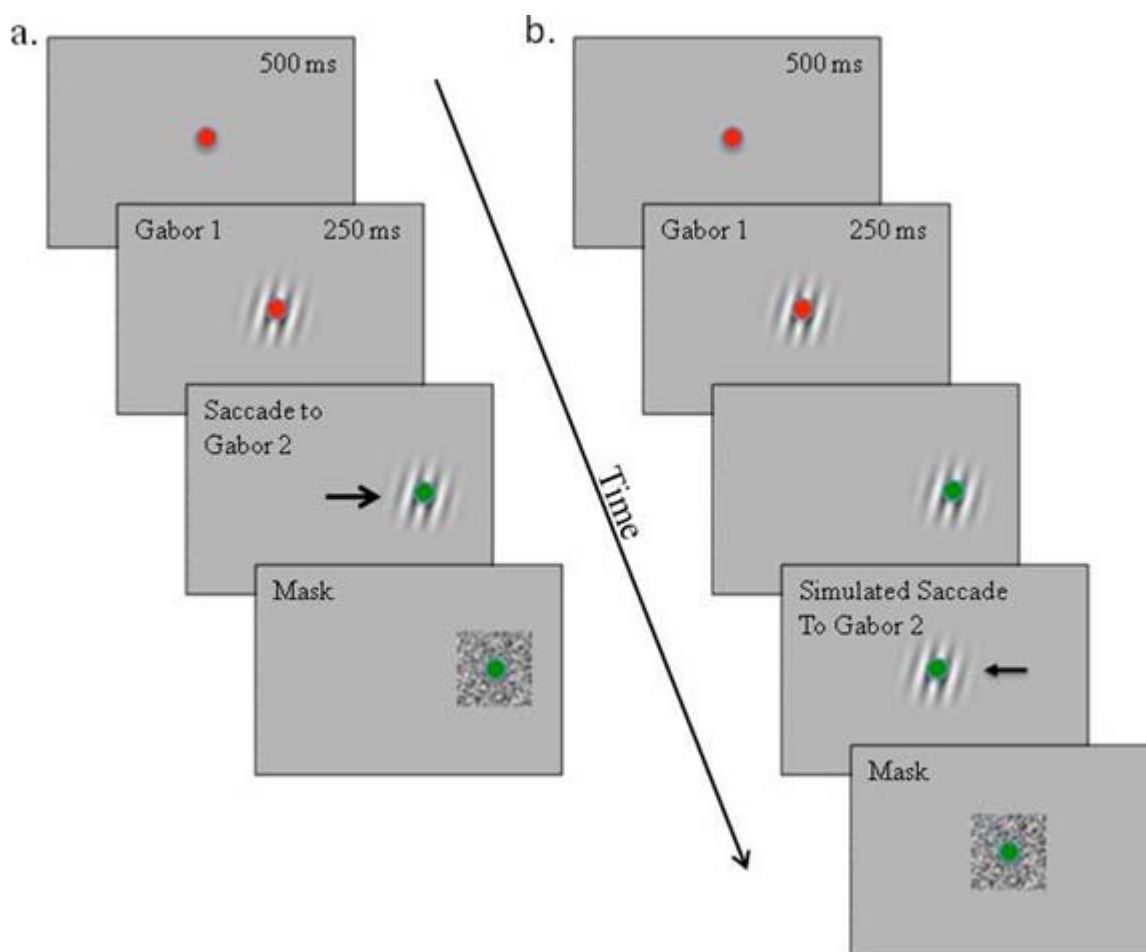 a.
500 ms
Gabor 1 250 ms
Saccade to
Gabor 2
Mask
Time
b.
500 ms
Gabor 1 250 ms
Simulated Saccade
To Gabor 2
Mask